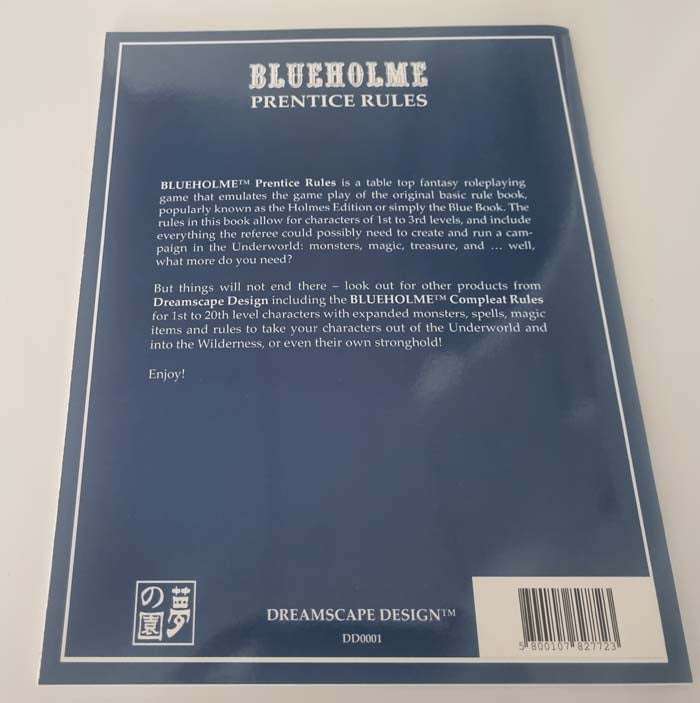 BLUEHOLME
PRENTICE RULES
BLUEHOLME™ Prentice Rules is a table top fantasy roleplaying
game that emulates the game play of the original basic rule book,
popularly known as the Holmes Edition or simply the Blue Book. The
rules in this book allow for characters of 1st to 3rd levels, and include
everything the referee could possibly need to create and run a cam-
paign in the Underworld: monsters, magic, treasure, and … well,
what more do you need?
But things will not end there – look out for other products from
Dreamscape Design including the BLUEHOLME™ Compleat Rules
for 1st to 20th level characters with expanded monsters, spells, magic
items and rules to take your characters out of the Underworld and
into the Wilderness, or even their own stronghold!
Enjoy!
夢
の園
DREAMSCAPE DESIGN™
DD0001
5 800107 827723